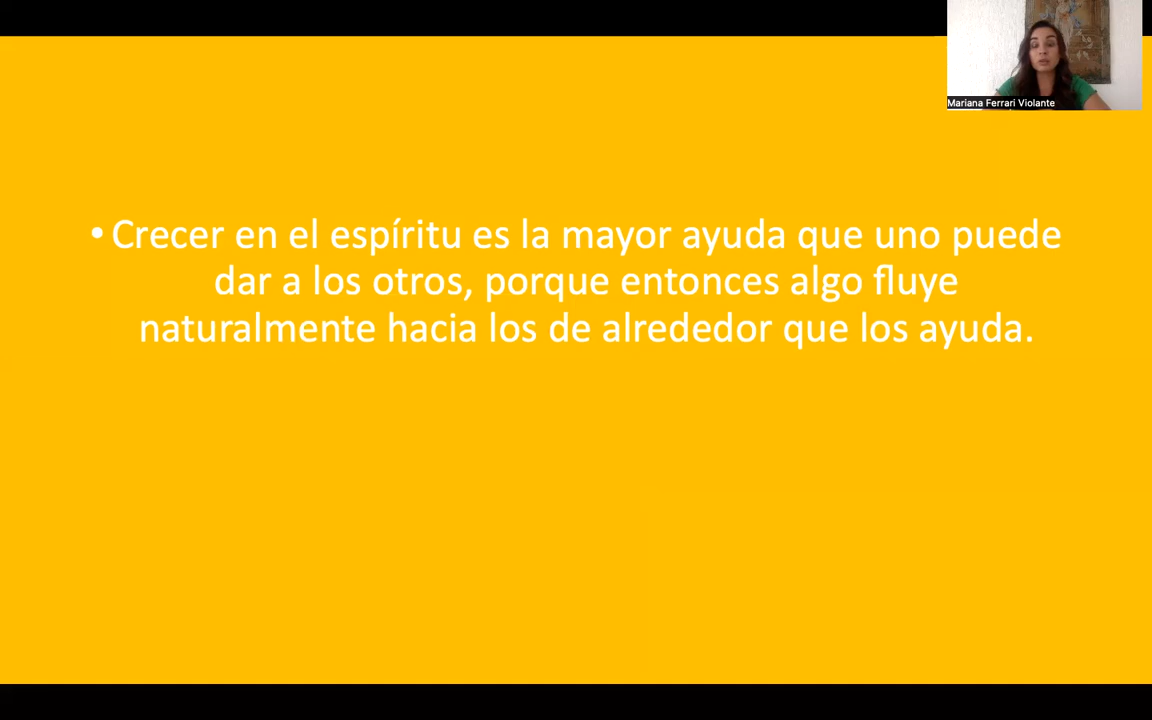 Mariana Ferrari Violante
• Crecer en el espíritu es la mayor ayuda que uno puede
dar a los otros, porque entonces algo fluye
naturalmente hacia los de alrededor que los ayuda.